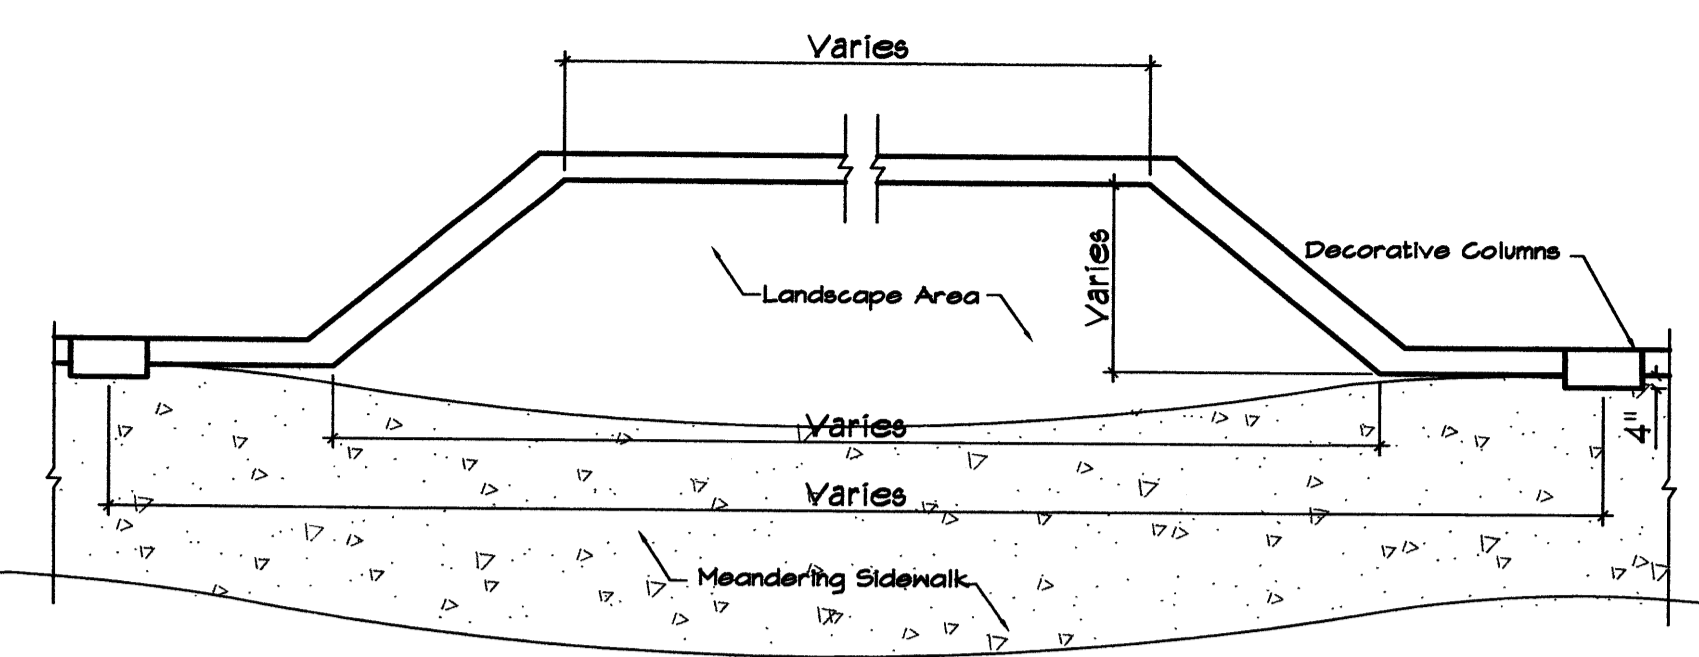 Varies
Decorative Columns
Varies
Landscape Area
4"
Varies
Varies
Meandering Sidewalk